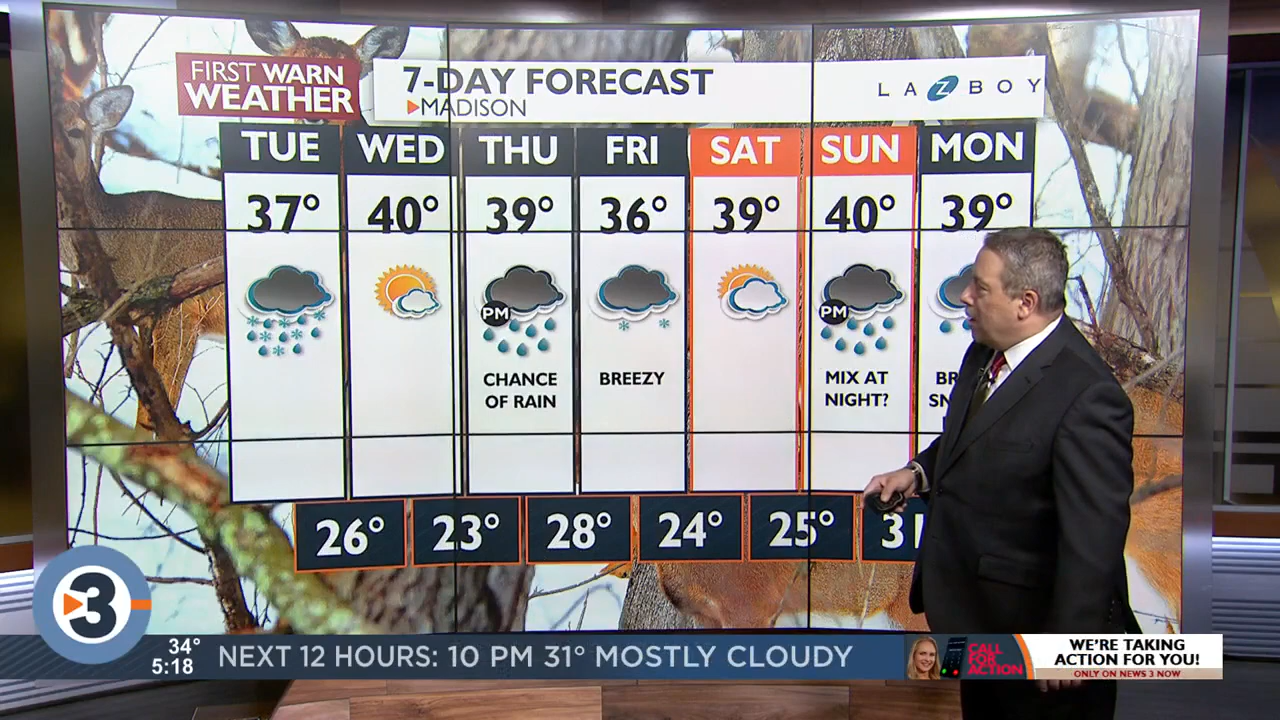 FIRST WARN
WEATHER
7-DAY FORECAST
MADISON
LA Z BOY
TUE WED THU FRI SAT SUN MON
37° 40° 39° 36° 39° 40° 39°
PM PM
CHANCE
OF RAIN
BREEZY
MIX AT
NIGHT?
26° 23° 28° 24° 25° 31
3
34°
5:18
NEXT 12 HOURS: 10 PM 31° MOSTLY CLOUDY
CALL
FOR
ACTION
WE'RE TAKING
ACTION FOR YOU!
ONLY ON NEWS 3 NOW